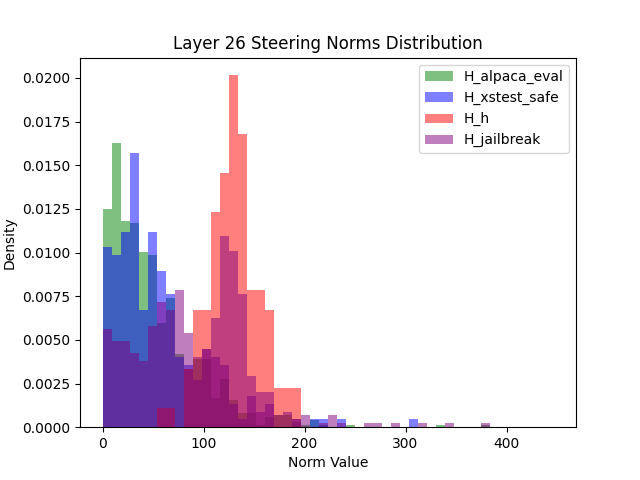 Layer 26 Steering Norms Distribution
H_alpaca_eval
H_xstest_safe
H_h
H_jailbreak
0.0200
0.0175
0.0150
0.0125
0.0100
0.0075
0.0050
0.0025
0.0000
Density
0 100 200 300 400
Norm Value